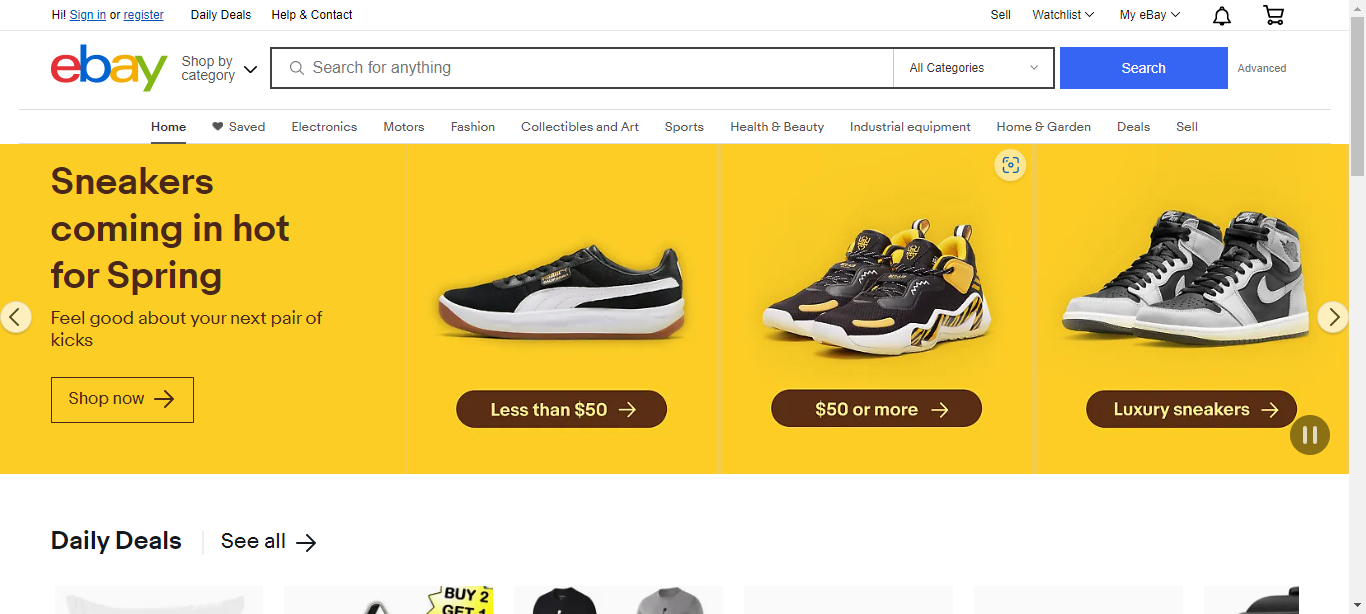 Hi! Sign in or register
Daily Deals
Help & Contact
Sell
Watchlist
My eBay
ebay
Shop by
category
Search for anything
All Categories
Search
Advanced
Home
Saved
Electronics
Motors
Fashion
Collectibles and Art
Sports
Health & Beauty
Industrial equipment
Home & Garden
Deals
Sell
Sneakers
coming in hot
for Spring
Feel good about your next pair of
kicks
Shop now
Less than $50
$50 or more
Luxury sneakers
Daily Deals
See all
BUY 2
GET 1